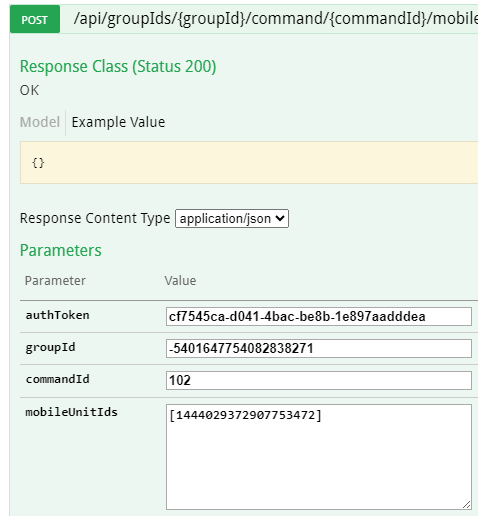 POST /api/groupIds/{groupId}/command/{commandId}/mobile
Response Class (Status 200)
OK
Model Example Value
{}
Response Content Type application/json
Parameters
Parameter Value
authToken cf7545ca-d041-4bac-be8b-1e897aadddea
groupId -5401647754082838271
commandId 102
mobileUnitIds [1444029372907753472]